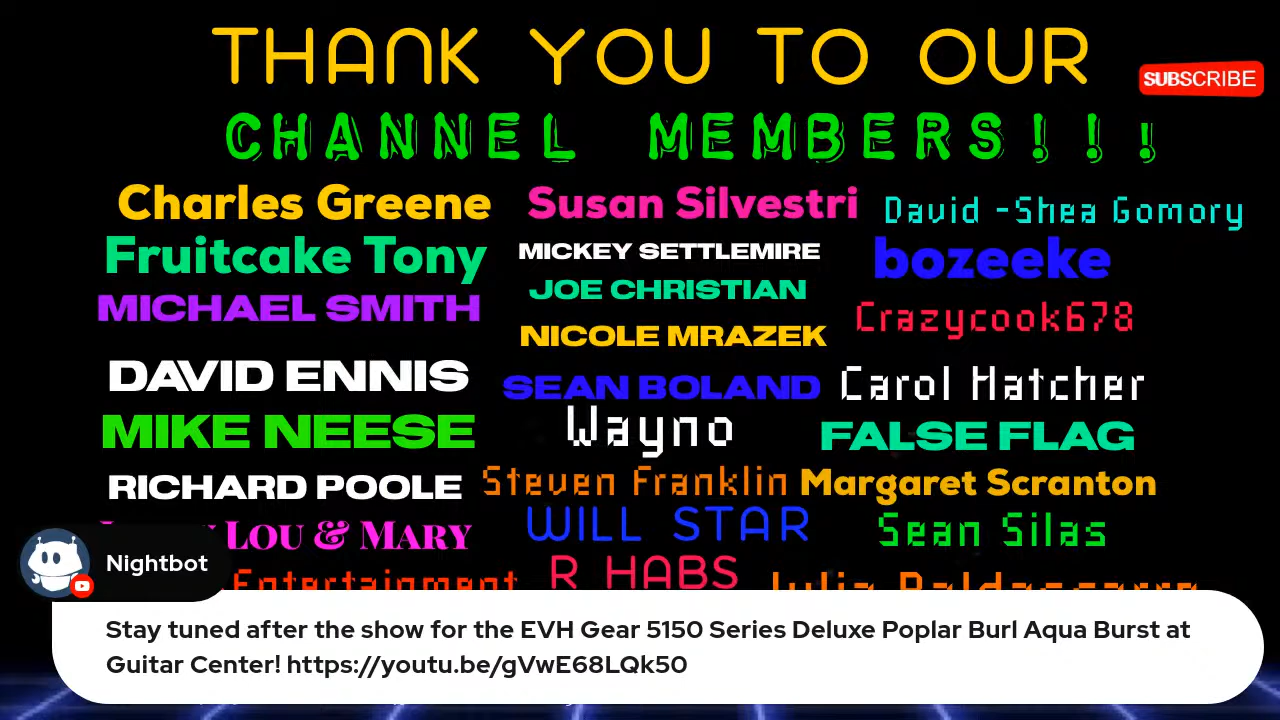 THANK YOU TO OUR
SUBSCRIBE
CHANNEL MEMBERS!!!
Charles Greene
Susan Silvestri
David -Shea Gomory
Fruitcake Tony
MICKEY SETTLEMIRE
bozeeke
MICHAEL SMITH
JOE CHRISTIAN
Crazycook678
NICOLE MRAZEK
DAVID ENNIS
SEAN BOLAND
Carol Hatcher
MIKE NEESE
Wayno
FALSE FLAG
RICHARD POOLE
Steven Franklin
Margaret Scranton
LOU & MARY
WILL STAR
Sean Silas
Nightbot
Entertainment
R HABS
Julie Baldassarre
Stay tuned after the show for the EVH Gear 5150 Series Deluxe Poplar Burl Aqua Burst at
Guitar Center! https://youtu.be/gVwE68LQk50